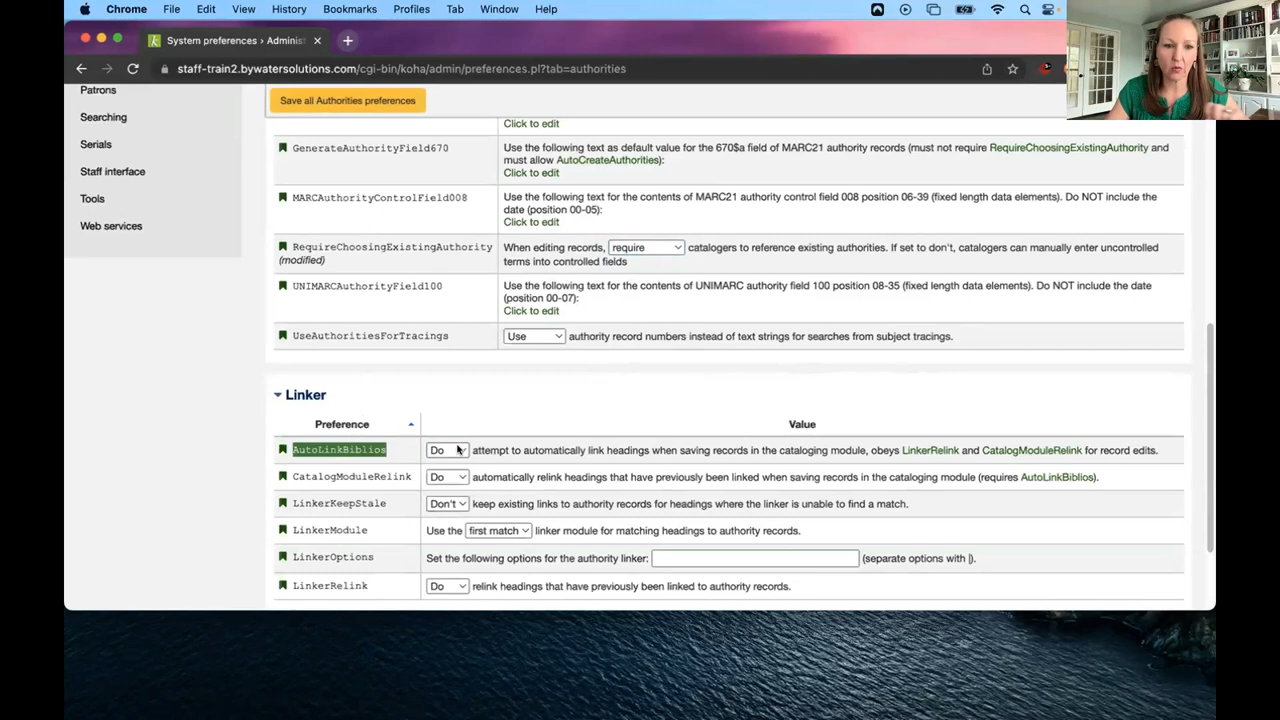 Chrome File Edit View History Bookmarks Profiles Tab Window Help
System preferences › Adminis
staff-train2.bywatersolutions.com/cgi-bin/koha/admin/preferences.pl?tab=authorities
Patrons
Searching
Serials
Staff interface
Tools
Web services
Save all Authorities preferences
Click to edit
GenerateAuthorityField670
Use the following text as default value for the 670$a field of MARC21 authority records (must not require RequireChoosingExistingAuthority and
must allow AutoCreateAuthorities):
Click to edit
MARCAuthorityControlField008
Use the following text for the contents of MARC21 authority control field 008 position 06-39 (fixed length data elements). Do NOT include the
date (position 00-05):
Click to edit
RequireChoosingExistingAuthority
(modified)
When editing records, require catalogers to reference existing authorities. If set to don't, catalogers can manually enter uncontrolled
terms into controlled fields
UNIMARCAuthorityField100
Use the following text for the contents of UNIMARC authority field 100 position 08-35 (fixed length data elements). Do NOT include the date
(position 00-07):
Click to edit
UseAuthoritiesForTracings
Use authority record numbers instead of text strings for searches from subject tracings.
Linker
Preference Value
AutoLinkBiblios Do attempt to automatically link headings when saving records in the cataloging module, obeys LinkerRelink and CatalogModuleRelink for record edits.
CatalogModuleRelink Do automatically relink headings that have previously been linked when saving records in the cataloging module (requires AutoLinkBiblios).
LinkerKeepStale Don't keep existing links to authority records for headings where the linker is unable to find a match.
LinkerModule Use the first match linker module for matching headings to authority records.
LinkerOptions Set the following options for the authority linker: (separate options with |).
LinkerRelink Do relink headings that have previously been linked to authority records.